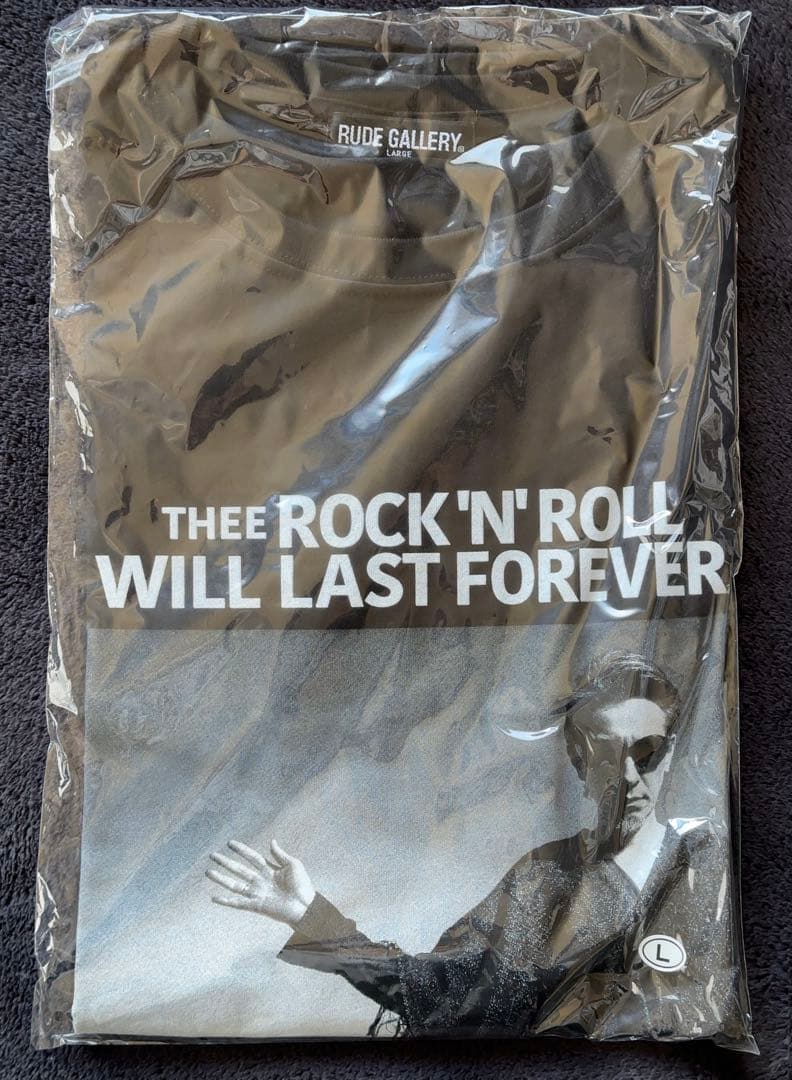 RUDE GALLERY®
LARGE
THEE ROCK 'N' ROLL
WILL LAST FOREVER
L